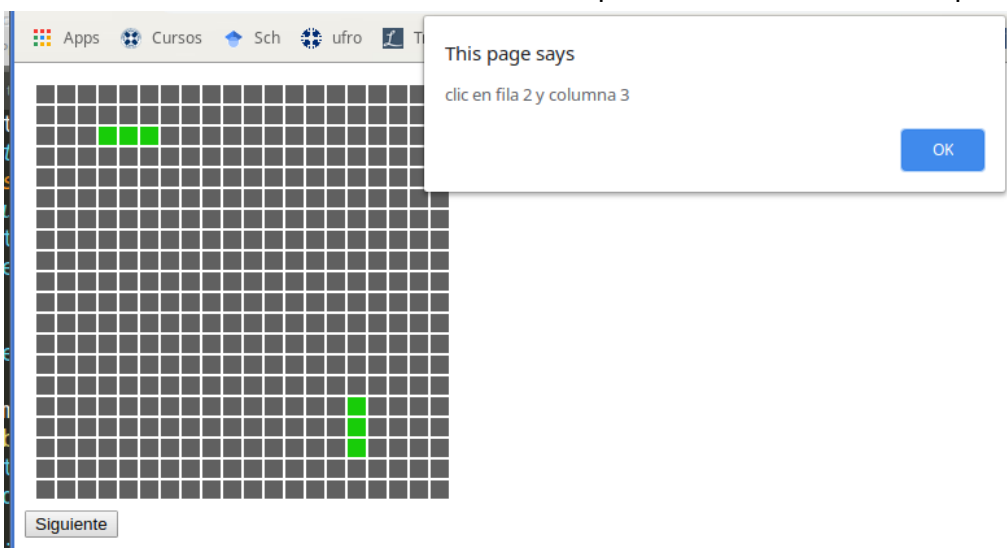 Apps Cursos Sch ufro
This page says
clic en fila 2 y columna 3
OK
Siguiente